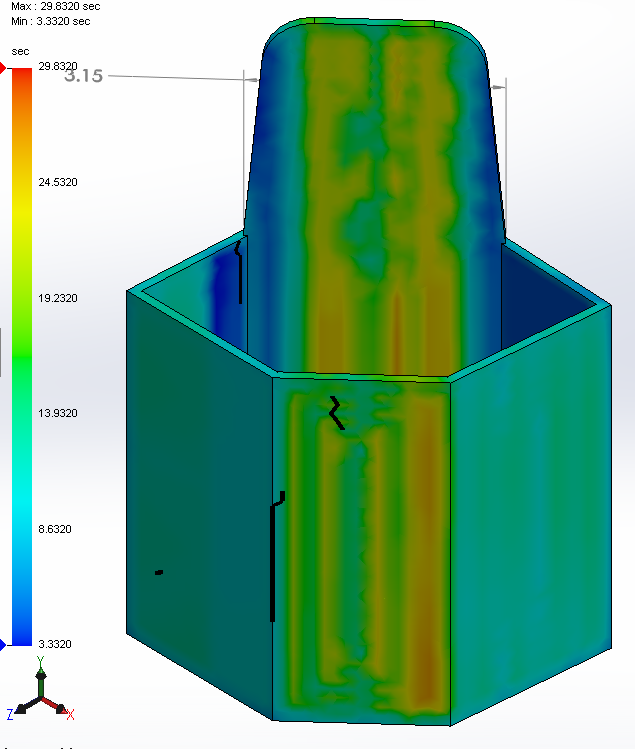 Max : 29.8320 sec
Min : 3.3320 sec
sec
29.8320
3.15
24.5320
19.2320
13.9320
8.6320
3.3320
Y
Z
X